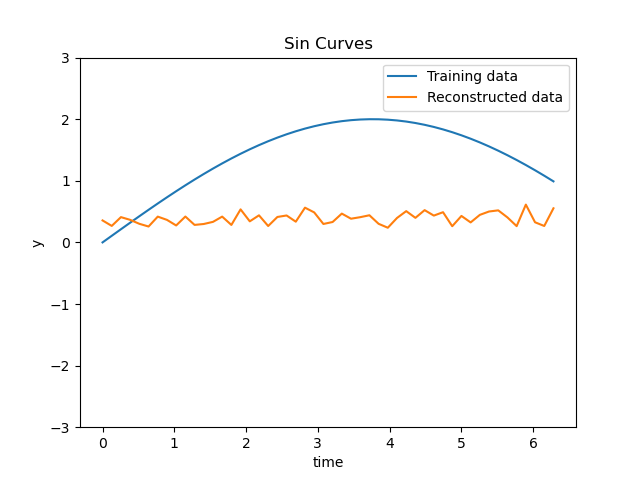 Sin Curves
Training data
Reconstructed data
3
2
1
0
−1
−2
−3
y
0 1 2 3 4 5 6
time